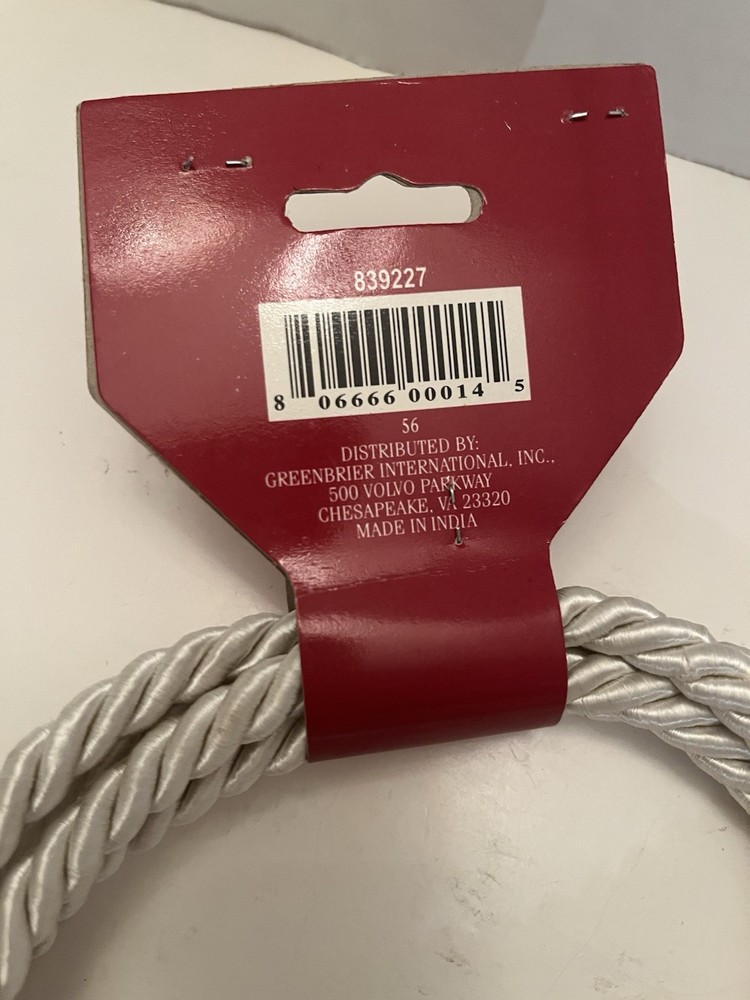 839227
8 06666 00014 5
56
DISTRIBUTED BY:
GREENBRIER INTERNATIONAL, INC.,
500 VOLVO PARKWAY
CHESAPEAKE, VA 23320
MADE IN INDIA